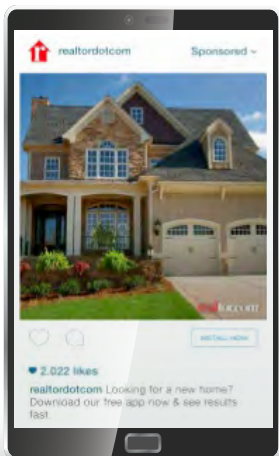 realtordotcom Sponsored
realtor.com
INSTALL NOW
2.022 likes
realtordotcom Looking for a new home?
Download our free app now & see results
fast.